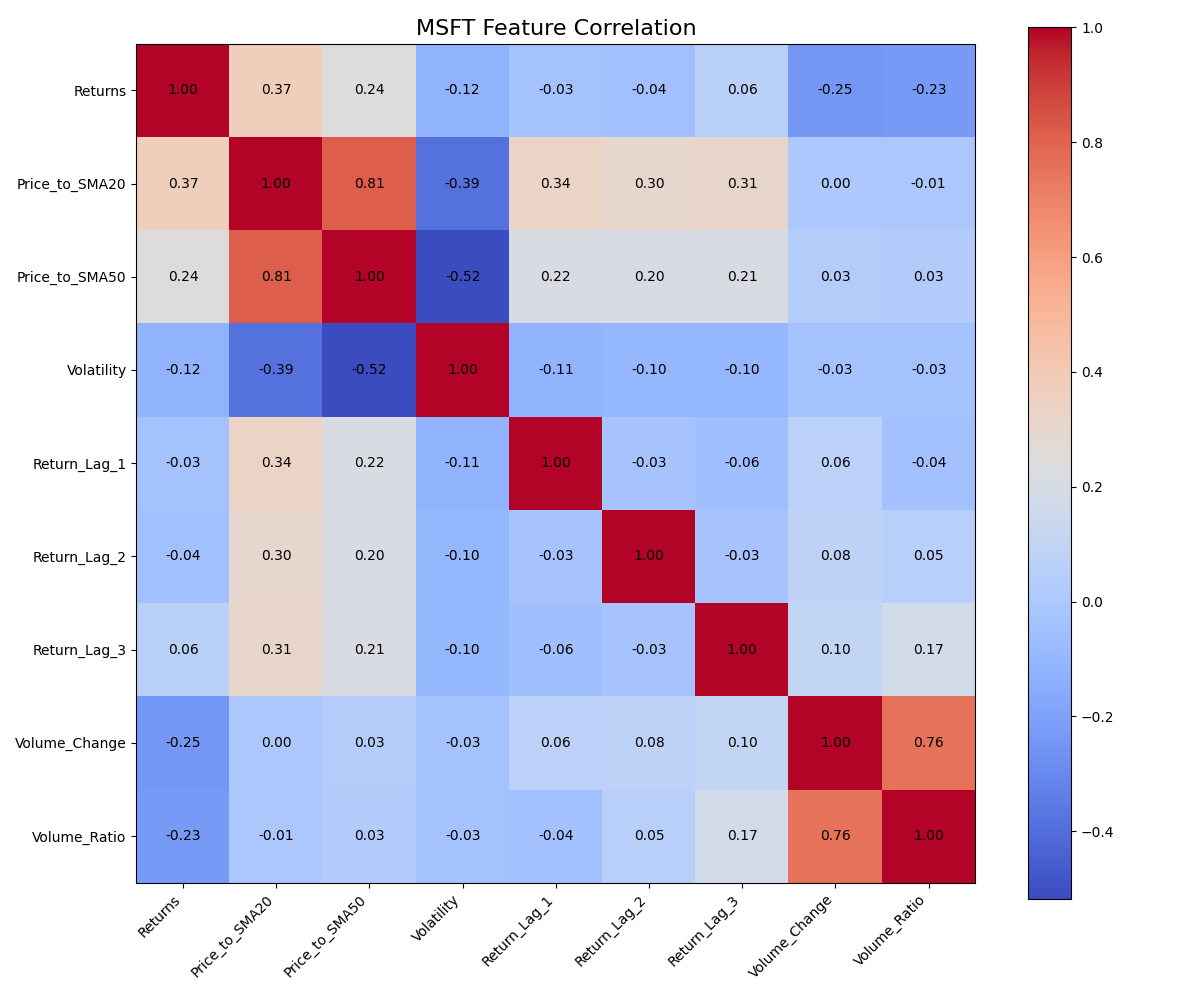 MSFT Feature Correlation
Returns 1.00 0.37 0.24 -0.12 -0.03 -0.04 0.06 -0.25 -0.23
Price_to_SMA20 0.37 1.00 0.81 -0.39 0.34 0.30 0.31 0.00 -0.01
Price_to_SMA50 0.24 0.81 1.00 -0.52 0.22 0.20 0.21 0.03 0.03
Volatility -0.12 -0.39 -0.52 1.00 -0.11 -0.10 -0.10 -0.03 -0.03
Return_Lag_1 -0.03 0.34 0.22 -0.11 1.00 -0.03 -0.06 0.06 -0.04
Return_Lag_2 -0.04 0.30 0.20 -0.10 -0.03 1.00 -0.03 0.08 0.05
Return_Lag_3 0.06 0.31 0.21 -0.10 -0.06 -0.03 1.00 0.10 0.17
Volume_Change -0.25 0.00 0.03 -0.03 0.06 0.08 0.10 1.00 0.76
Volume_Ratio -0.23 -0.01 0.03 -0.03 -0.04 0.05 0.17 0.76 1.00
Returns Price_to_SMA20 Price_to_SMA50 Volatility Return_Lag_1 Return_Lag_2 Return_Lag_3 Volume_Change Volume_Ratio
1.0
0.8
0.6
0.4
0.2
0.0
−0.2
−0.4